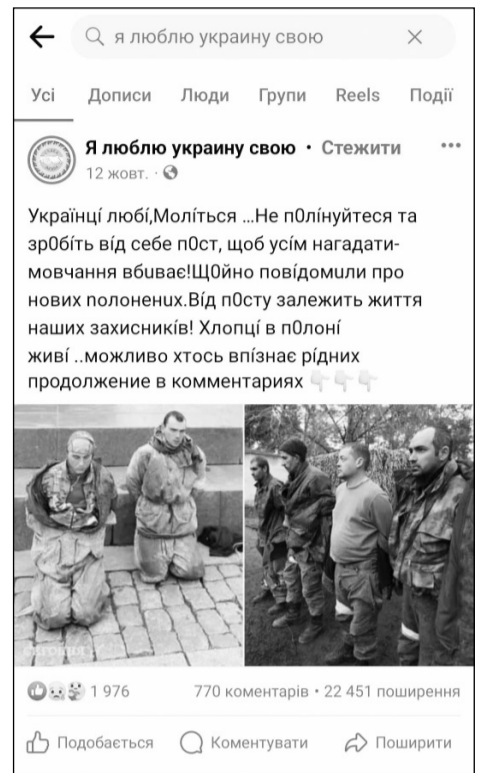 я люблю украину свою
Усі Дописи Люди Групи Reels Події
Я люблю украину свою • Стежити
12 жовт.
Українці любі,Моліться ...Не п0лінуйтеся та
зр0біть від себе п0ст, щоб усім нагадати-
мовчання вбuває!Щ0йно повідомuли про
нових nолоненuх.Від п0сту залежить життя
наших захисників! Хлопці в п0лоні
живі ..можливо хтось впізнає рідних
продолжение в комментариях 👇👇👇
1 976 770 коментарів • 22 451 поширення
Подобається Коментувати Поширити